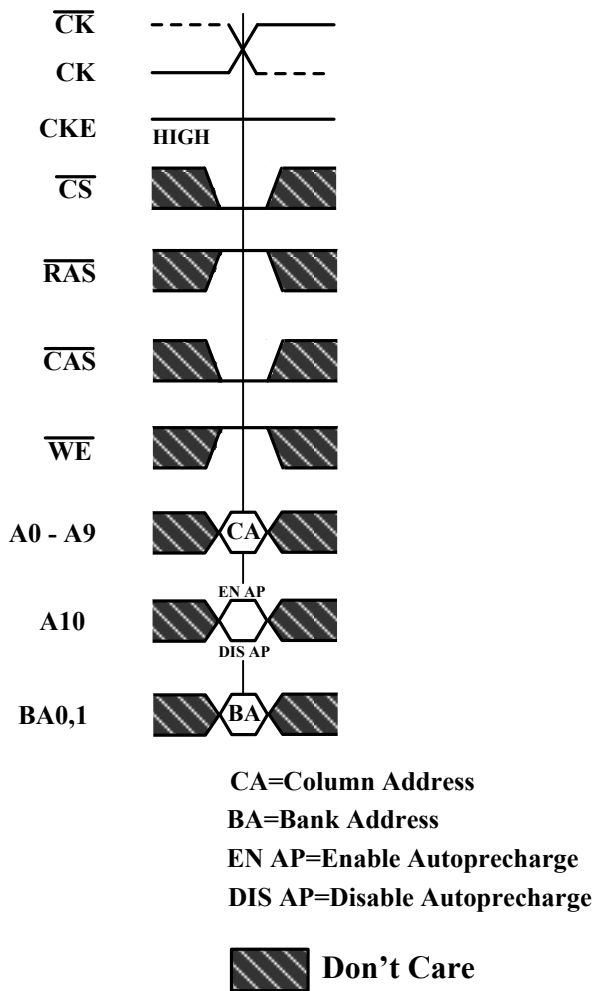 CK
CK
CKE
HIGH
CS
RAS
CAS
WE
A0 - A9
CA
EN AP
A10
DIS AP
BA0,1
BA
CA=Column Address
BA=Bank Address
EN AP=Enable Autoprecharge
DIS AP=Disable Autoprecharge
Don't Care